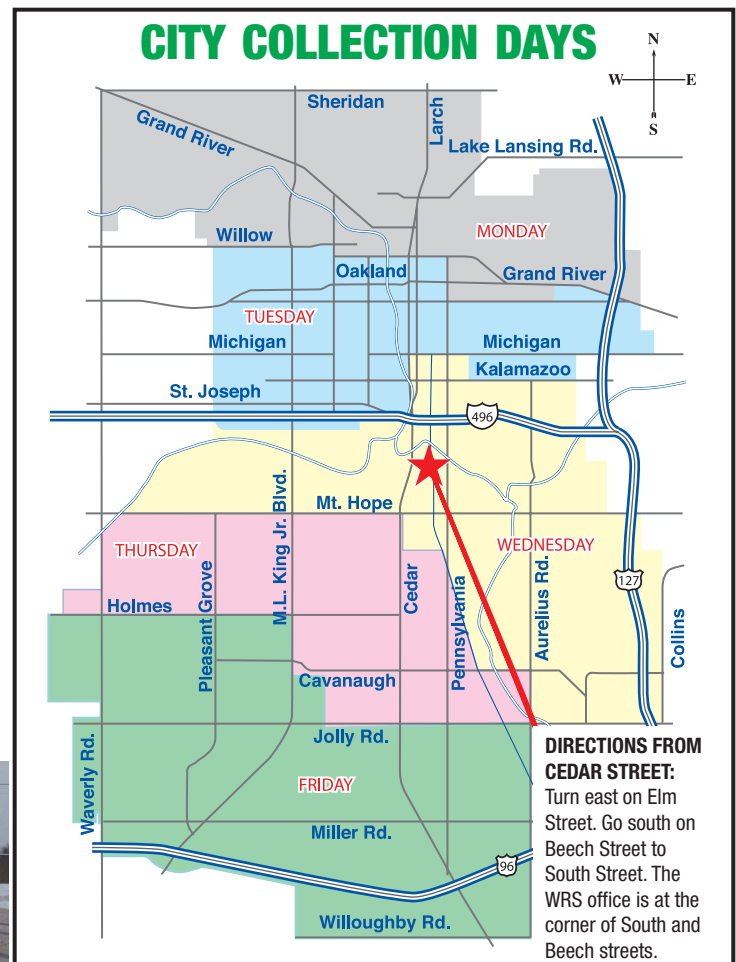 CITY COLLECTION DAYS
N
W E
S
Sheridan
Larch
Grand River
Lake Lansing Rd.
Willow
MONDAY
Oakland
Grand River
TUESDAY
Michigan
Michigan
Kalamazoo
St. Joseph
496
M.L. King Jr. Blvd.
Mt. Hope
THURSDAY
WEDNESDAY
Aurelius Rd.
127
Holmes
Pleasant Grove
Cedar
Pennsylvania
Collins
Cavanaugh
Jolly Rd.
Waverly Rd.
FRIDAY
Miller Rd.
96
Willoughby Rd.
DIRECTIONS FROM
CEDAR STREET:
Turn east on Elm
Street. Go south on
Beech Street to
South Street. The
WRS office is at the
corner of South and
Beech streets.